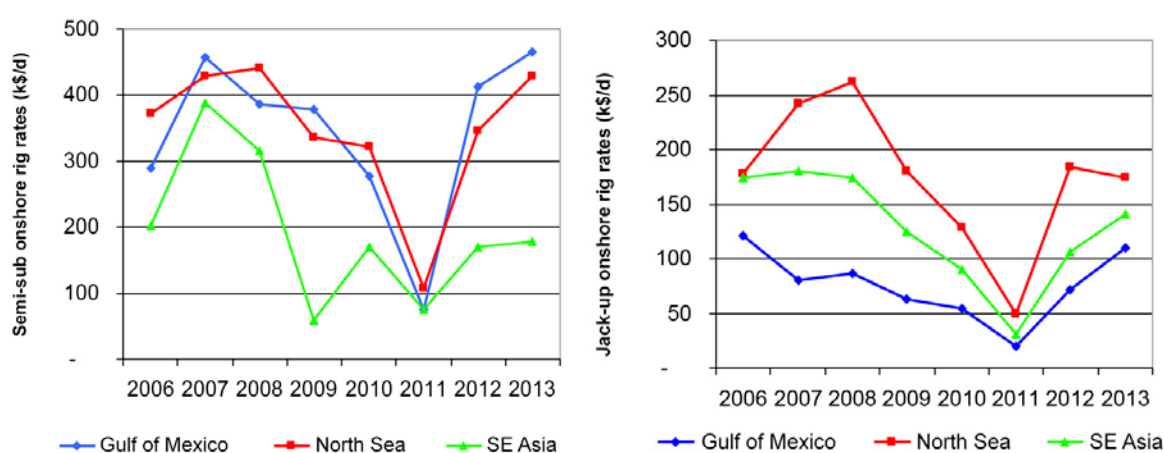 Semi-sub onshore rig rates (k$/d)
500
400
300
200
100
-
2006 2007 2008 2009 2010 2011 2012 2013
Gulf of Mexico North Sea SE Asia
Jack-up onshore rig rates (k$/d)
300
250
200
150
100
50
-
2006 2007 2008 2009 2010 2011 2012 2013
Gulf of Mexico North Sea SE Asia